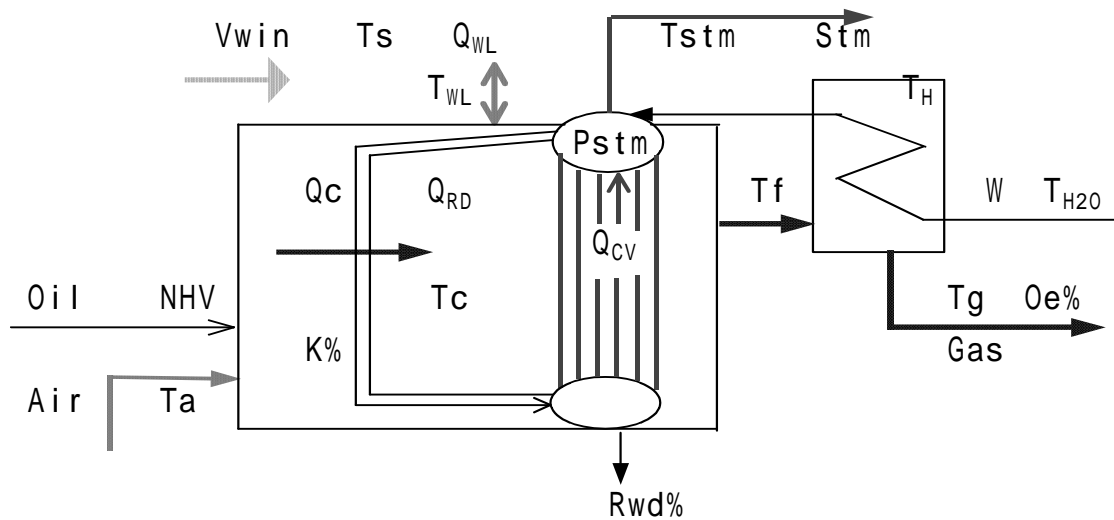 Vwin Ts Q_WL Tstm Stm
T_WL T_H
Pstm
Qc Q_RD Tf W T_H2O
Q_CV
Oil NHV Tc Tg Oe%
K% Gas
Air Ta
Rwd%